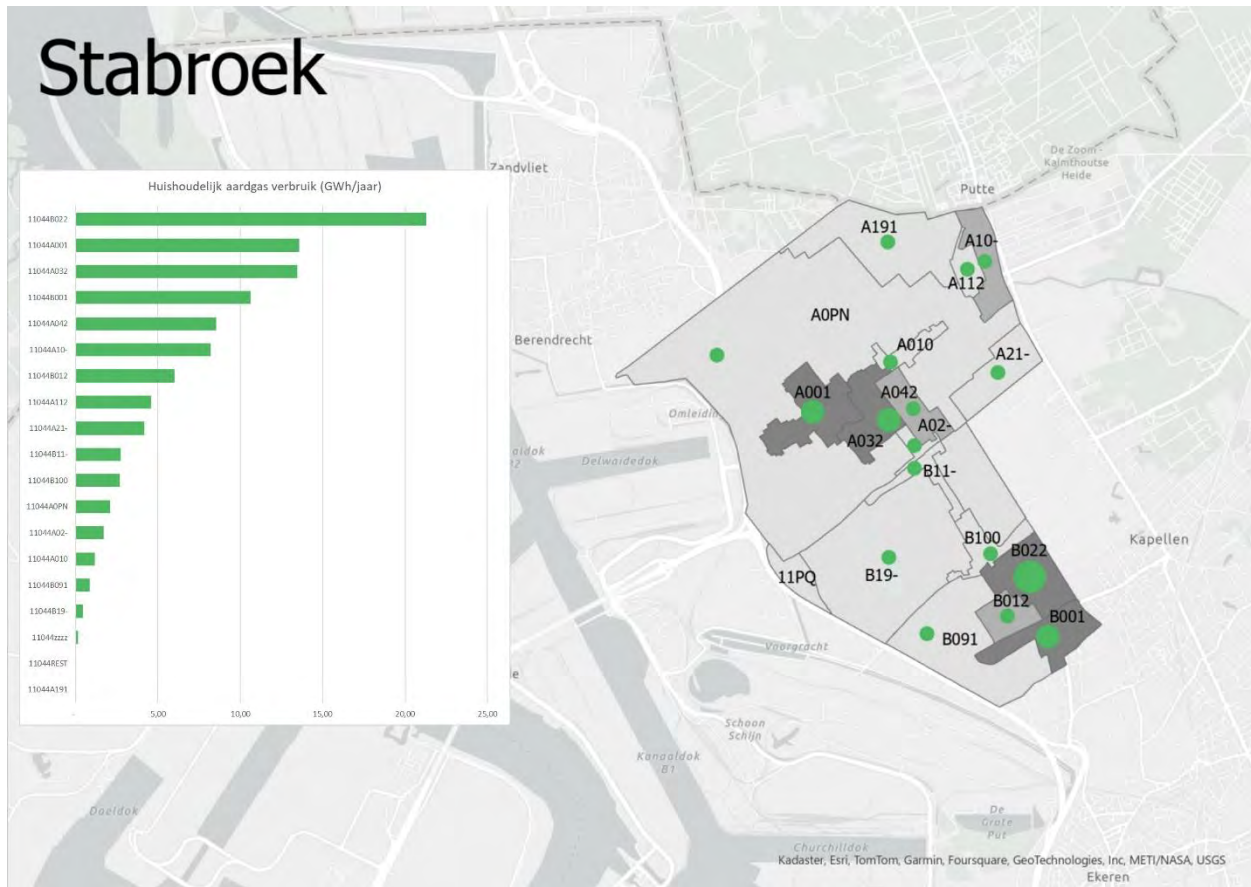 Stabroek
Zandvliet
De Zoom -
Kalmthoutse
Heide
Putte
Huishoudelijk aardgas verbruik (GWh/jaar)
11044B022
11044A001
11044A032
11044B001
11044A042
11044A10-
11044B012
11044A112
11044A21-
11044B11-
11044B100
11044A0PN
11044A02-
11044A010
11044B091
11044B19-
11044zzzz
11044REST
11044A191
-
5,00
10,00
15,00
20,00
25,00
A191
A10-
A112
A0PN
Berendrecht
A010
A21-
A001
A042
Omleidin
A032
A02-
Delwaidedok
B11-
B100
Kapellen
B022
11PQ
B19-
B012
B001
B091
Voorgracht
Schoon
Schijn
Kanaaldok
B1
Doeldok
De
Grote
Put
Churchilldok
Kadaster, Esri, TomTom, Garmin, Foursquare, GeoTechnologies, Inc, METI/NASA, USGS
Ekeren